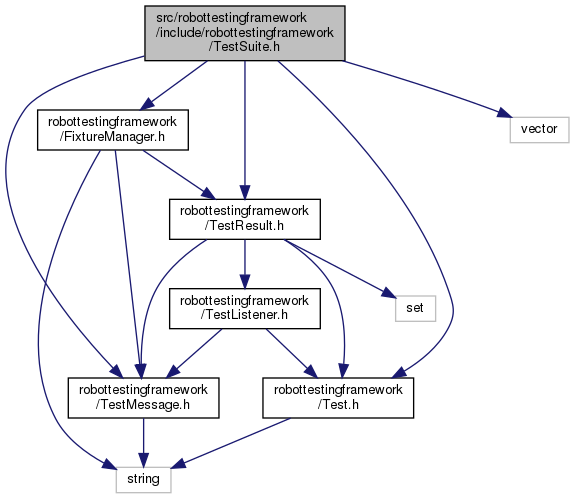 src/robottestingframework
/include/robottestingframework
/TestSuite.h
robottestingframework
/FixtureManager.h
vector
robottestingframework
/TestResult.h
robottestingframework
/TestListener.h
set
robottestingframework
/TestMessage.h
robottestingframework
/Test.h
string